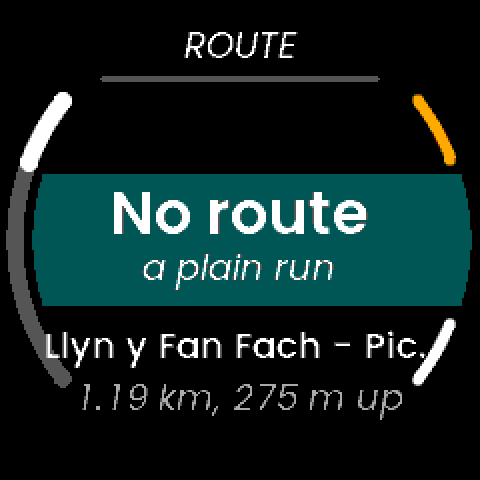 ROUTE
No route
a plain run
Llyn y Fan Fach - Pic.
1.19 km, 275 m up